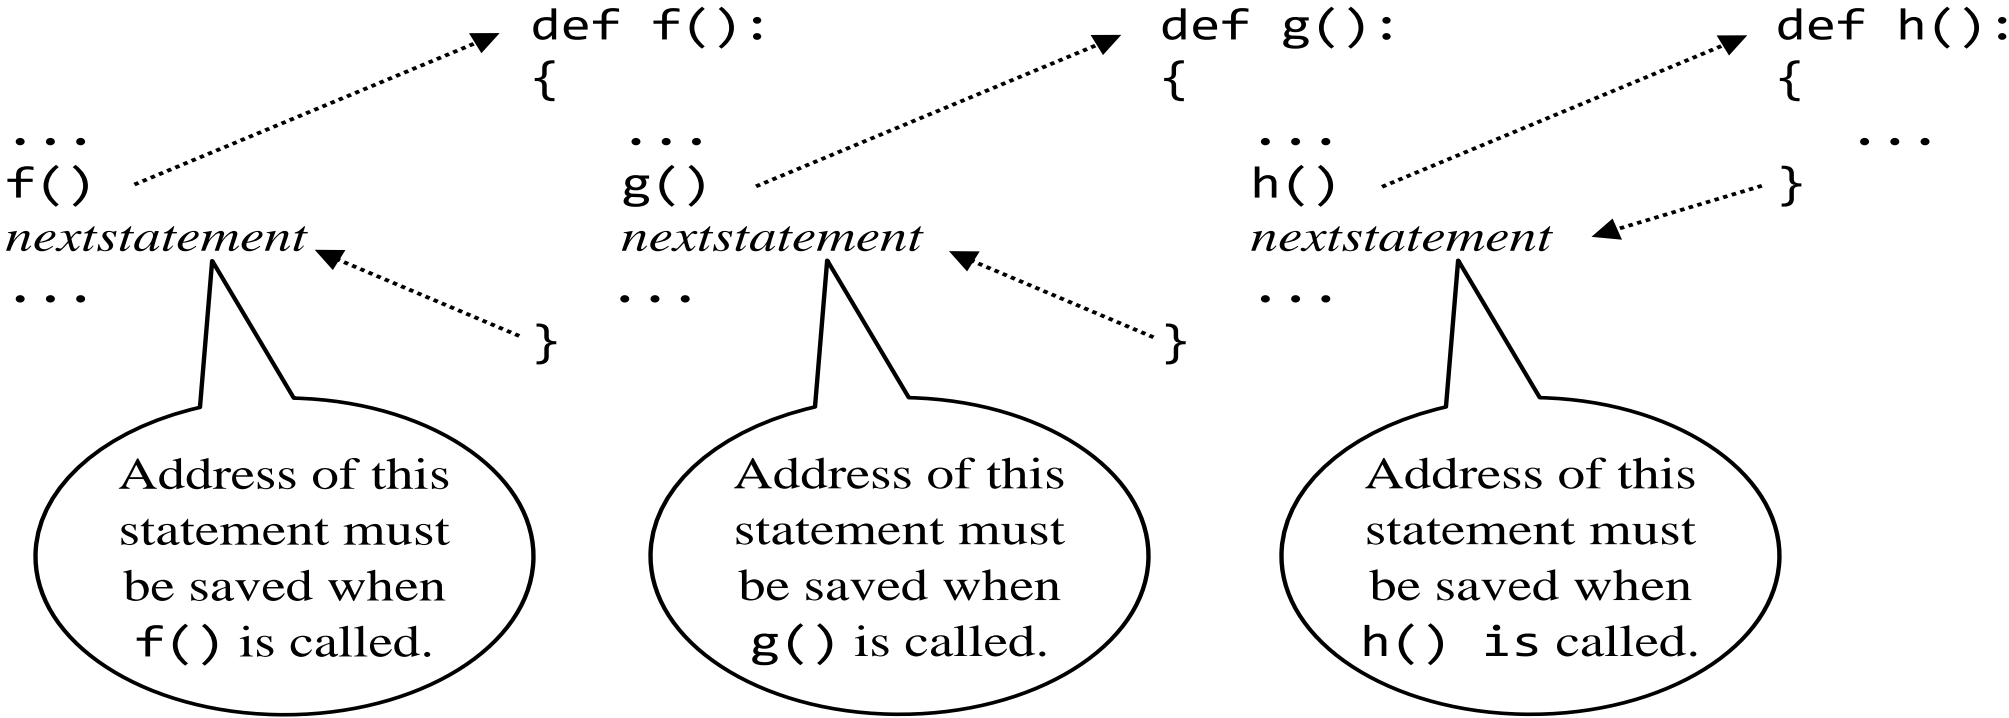 def f():
{
...
f()
nextstatement
...
}
def g():
{
...
g()
nextstatement
...
}
def h():
{
...
h()
nextstatement
...
}
Address of this
statement must
be saved when
f() is called.
Address of this
statement must
be saved when
g() is called.
Address of this
statement must
be saved when
h() is called.